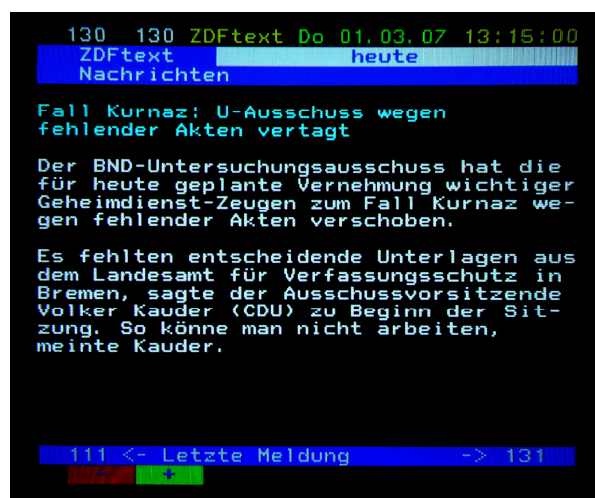 130 130 ZDFtext Do 01.03.07 13:15:00
ZDFtext heute
Nachrichten
Fall Kurnaz: U-Ausschuss wegen
fehlender Akten vertagt
Der BND-Untersuchungsausschuss hat die
für heute geplante Vernehmung wichtiger
Geheimdienst-Zeugen zum Fall Kurnaz we-
gen fehlender Akten verschoben.
Es fehlten entscheidende Unterlagen aus
dem Landesamt für Verfassungsschutz in
Bremen, sagte der Ausschussvorsitzende
Volker Kauder (CDU) zu Beginn der Sit-
zung. So könne man nicht arbeiten,
meinte Kauder.
111 <- Letzte Meldung -> 131
- +